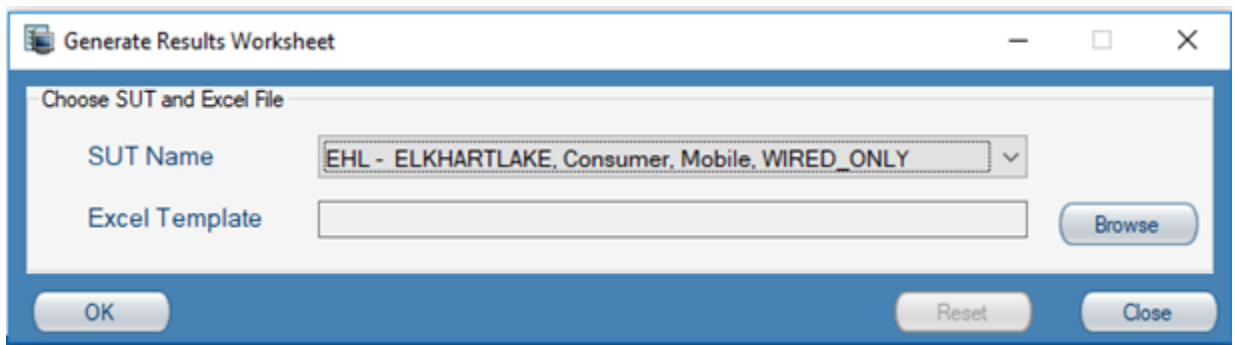 Generate Results Worksheet
Choose SUT and Excel File
SUT Name
EHL - ELKHARTLAKE, Consumer, Mobile, WIRED_ONLY
Excel Template
Browse
OK
Reset
Close